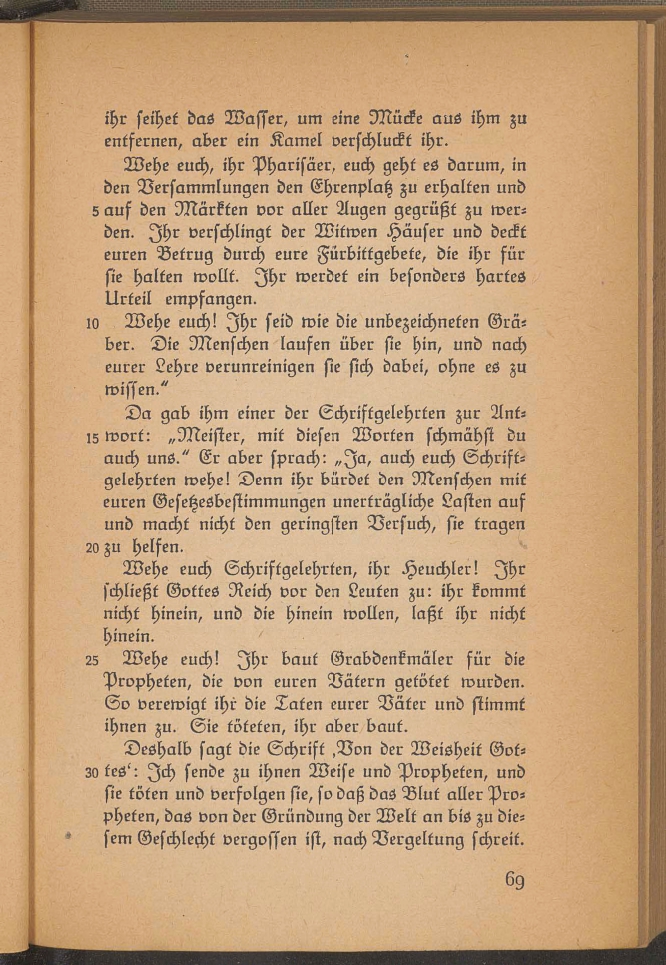 ihr seihet das Wasser, um eine Mücke aus ihm zu
entfernen, aber ein Kamel verschluckt ihr.
Wehe euch, ihr Pharisäer, euch geht es darum, in
den Versammlungen den Ehrenplatz zu erhalten und
5 auf den Märkten vor aller Augen gegrüßt zu wer-
den. Ihr verschlingt der Witwen Häuser und deckt
euren Betrug durch eure Fürbittgebete, die ihr für
sie halten wollt. Ihr werdet ein besonders hartes
Urteil empfangen.
10 Wehe euch! Ihr seid wie die unbezeichneten Grä-
ber. Die Menschen laufen über sie hin, und nach
eurer Lehre verunreinigen sie sich dabei, ohne es zu
wissen.“
Da gab ihm einer der Schriftgelehrten zur Ant-
15 wort: „Meister, mit diesen Worten schmähst du
auch uns.“ Er aber sprach: „Ja, auch euch Schrift-
gelehrten wehe! Denn ihr bürdet den Menschen mit
euren Gesetzesbestimmungen unerträgliche Lasten auf
und macht nicht den geringsten Versuch, sie tragen
20 zu helfen.
Wehe euch Schriftgelehrten, ihr Heuchler! Ihr
schließt Gottes Reich vor den Leuten zu: ihr kommt
nicht hinein, und die hinein wollen, laßt ihr nicht
hinein.
25 Wehe euch! Ihr baut Grabdenkmäler für die
Propheten, die von euren Vätern getötet wurden.
So verewigt ihr die Taten eurer Väter und stimmt
ihnen zu. Sie töteten, ihr aber baut.
Deshalb sagt die Schrift ‚Von der Weisheit Got-
30 tes‘: Ich sende zu ihnen Weise und Propheten, und
sie töten und verfolgen sie, so daß das Blut aller Pro-
pheten, das von der Gründung der Welt an bis zu die-
sem Geschlecht vergossen ist, nach Vergeltung schreit.
69